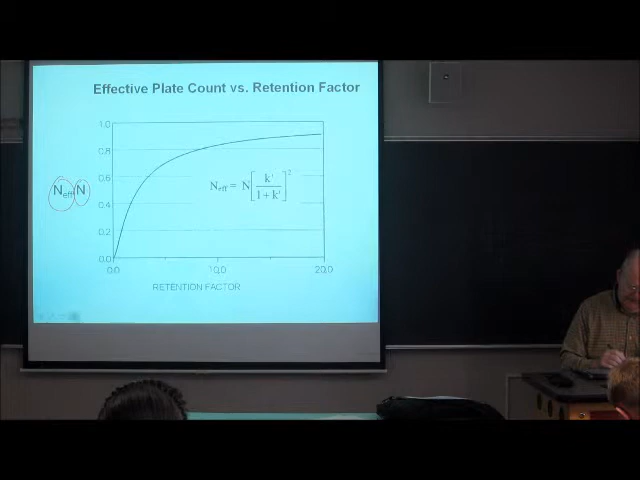 Effective Plate Count vs. Retention Factor
1.0
0.8
0.6
0.4
0.2
0.0
Neff/N
Neff = N[k'/1+k']²
0.0 10.0 20.0
RETENTION FACTOR